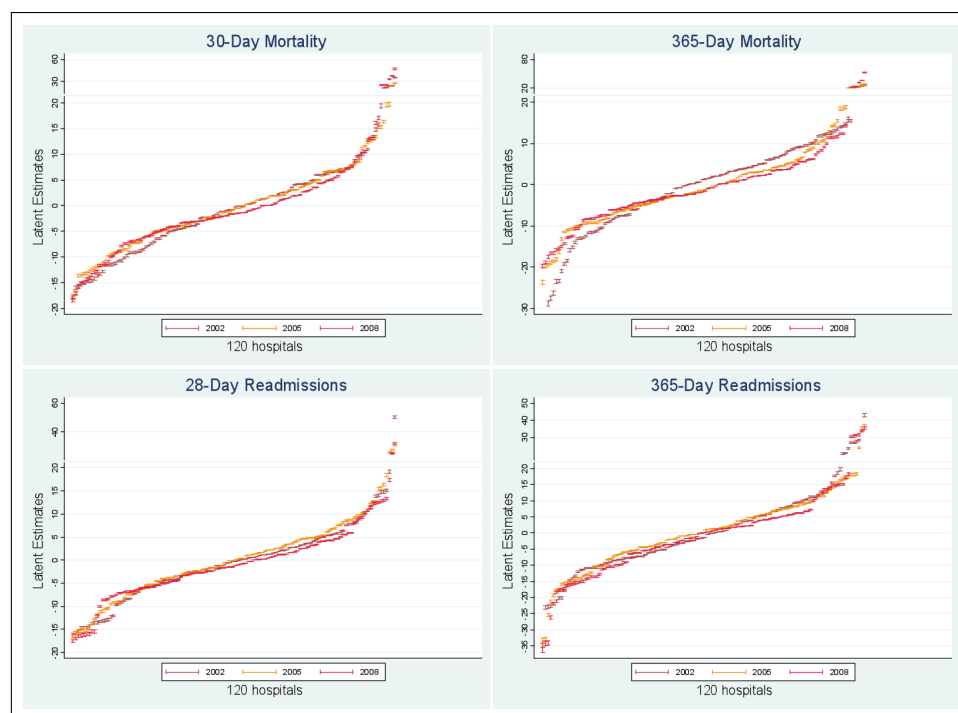 30-Day Mortality
Latent Estimates
60
30
20
15
10
5
0
-5
-10
-15
-20
2002 2005 2008
120 hospitals
365-Day Mortality
Latent Estimates
80
20
20
10
0
-10
-20
-30
2002 2005 2008
120 hospitals
28-Day Readmissions
Latent Estimates
60
40
20
15
10
5
0
-5
-10
-15
-20
2002 2005 2008
120 hospitals
365-Day Readmissions
Latent Estimates
50
40
30
20
15
10
5
0
-5
-10
-15
-20
-25
-30
-35
2002 2005 2008
120 hospitals